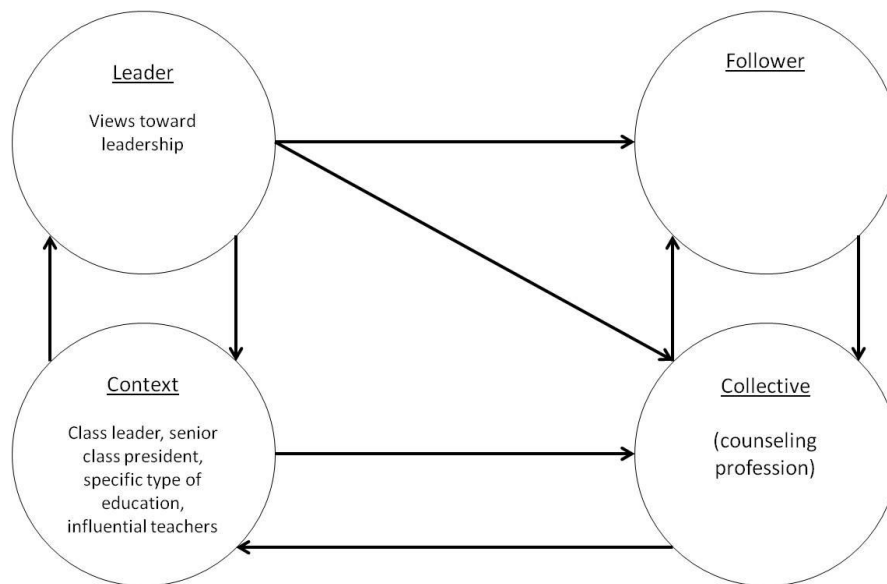 Leader
Views toward
leadership
Follower
Context
Class leader, senior
class president,
specific type of
education,
influential teachers
Collective
(counseling
profession)